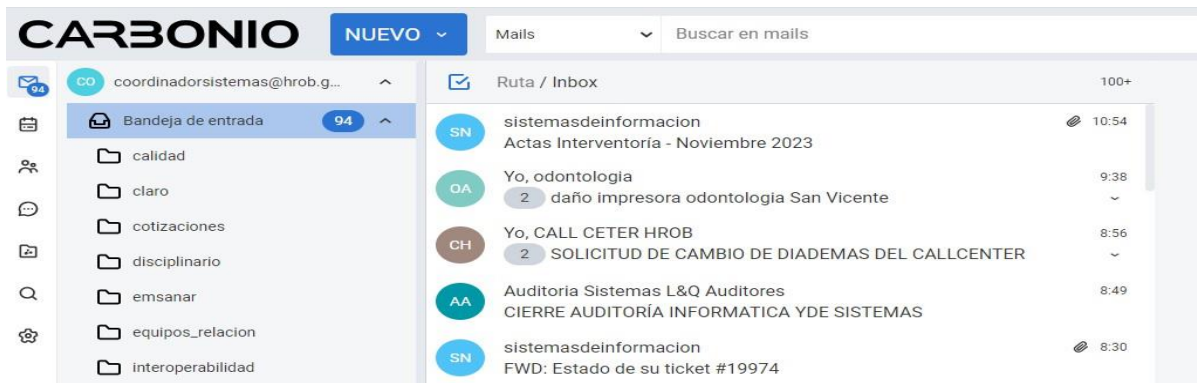 CARBONIO NUEVO Mails Buscar en mails
94
CO coordinadorsistemas@hrob.g...
Bandeja de entrada 94
calidad
claro
cotizaciones
disciplinario
emsanar
equipos_relacion
interoperabilidad
Ruta / Inbox 100+
SN sistemasdeinformacion 10:54
Actas Interventoría - Noviembre 2023
OA Yo, odontologia 9:38
2 daño impresora odontologia San Vicente
CH Yo, CALL CETER HROB 8:56
2 SOLICITUD DE CAMBIO DE DIADEMAS DEL CALLCENTER
AA Auditoria Sistemas L&Q Auditores 8:49
CIERRE AUDITORÍA INFORMATICA YDE SISTEMAS
SN sistemasdeinformacion 8:30
FWD: Estado de su ticket #19974